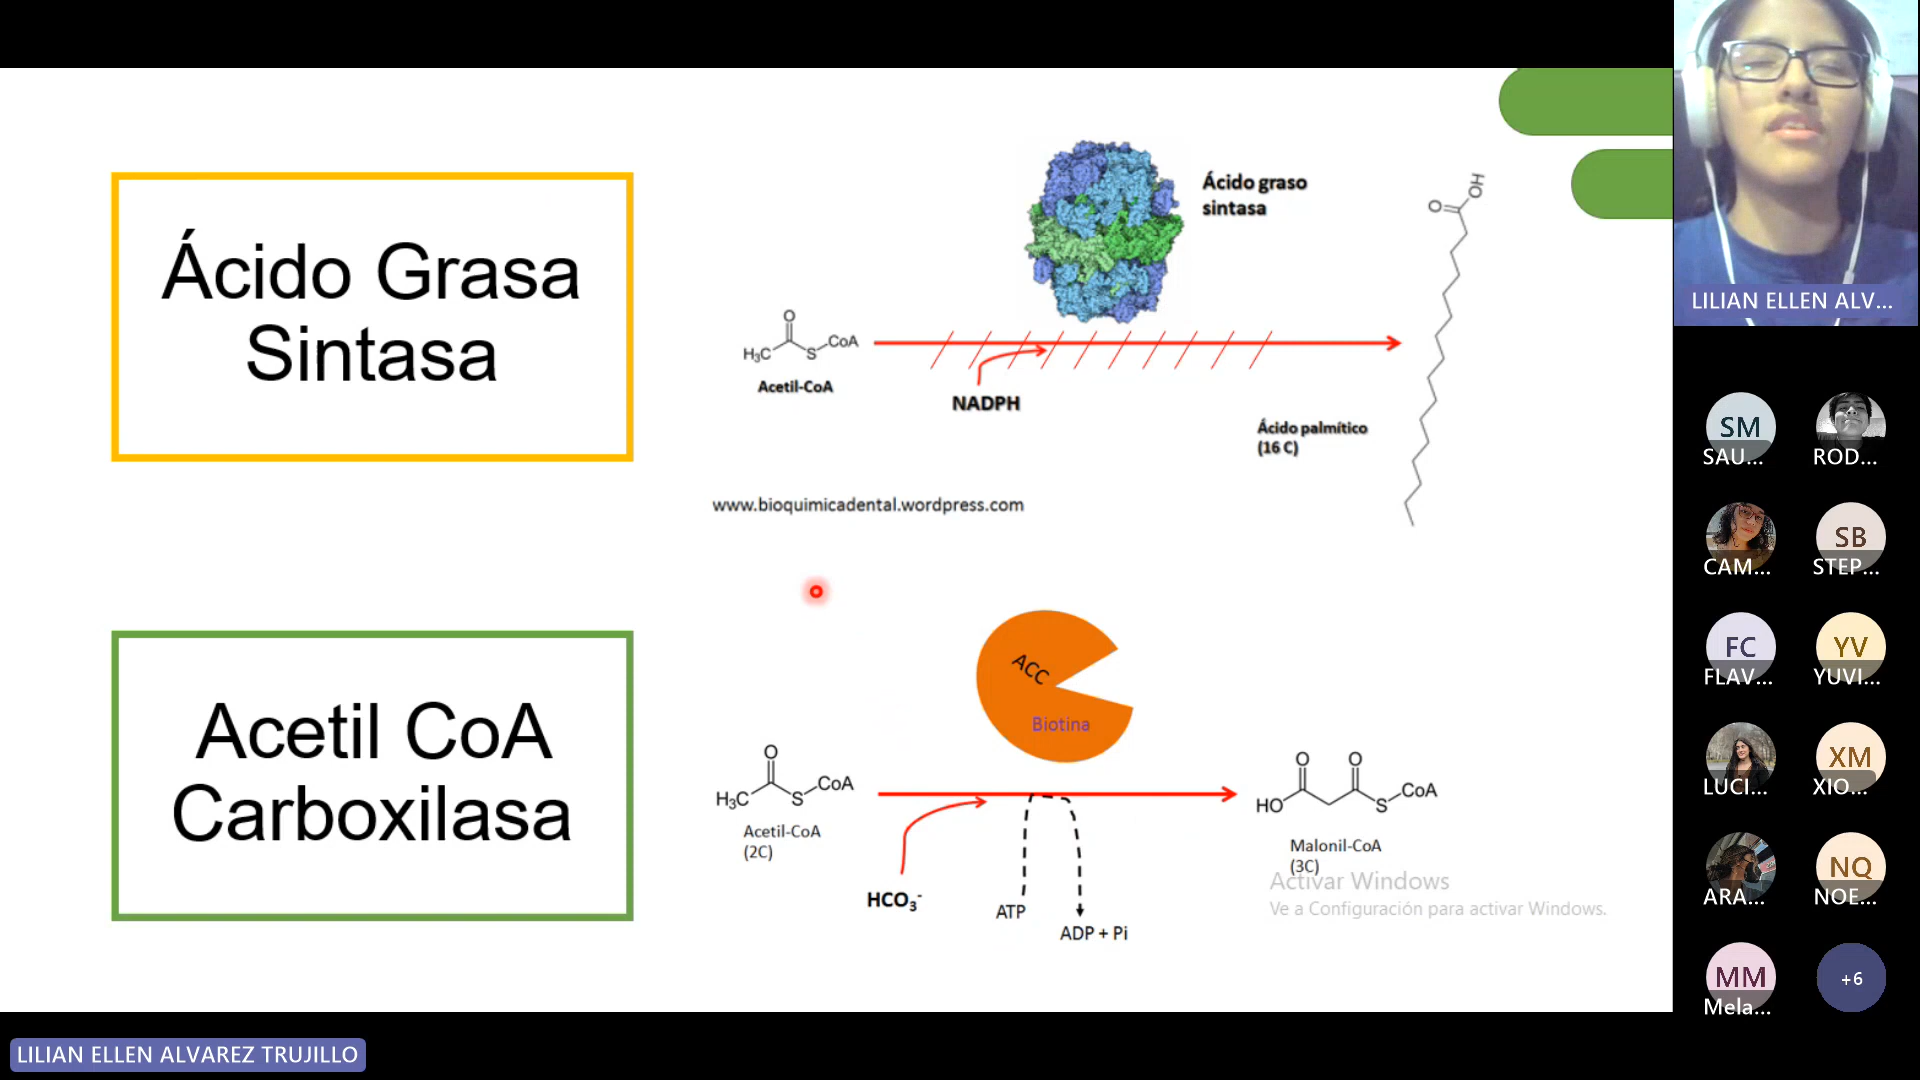 Ácido Grasa
Sintasa
Ácido graso
sintasa
O
OH
O
H₃C
S
CoA
Acetil-CoA
NADPH
Ácido palmítico
(16 C)
www.bioquimicadental.wordpress.com
Acetil CoA
Carboxilasa
ACC
Biotina
O
H₃C
S
CoA
Acetil-CoA
(2C)
HCO₃⁻
ATP
ADP + Pi
O
O
HO
S
CoA
Malonil-CoA
(3C)
Activar Windows
Ve a Configuración para activar Windows.
LILIAN ELLEN ALV...
SM
SAU...
ROD...
CAM...
SB
STEP...
FC
FLAV...
YV
YUVI...
LUCI...
XM
XIO...
ARA...
NQ
NOE...
MM
Mela...
+6
LILIAN ELLEN ALVAREZ TRUJILLO